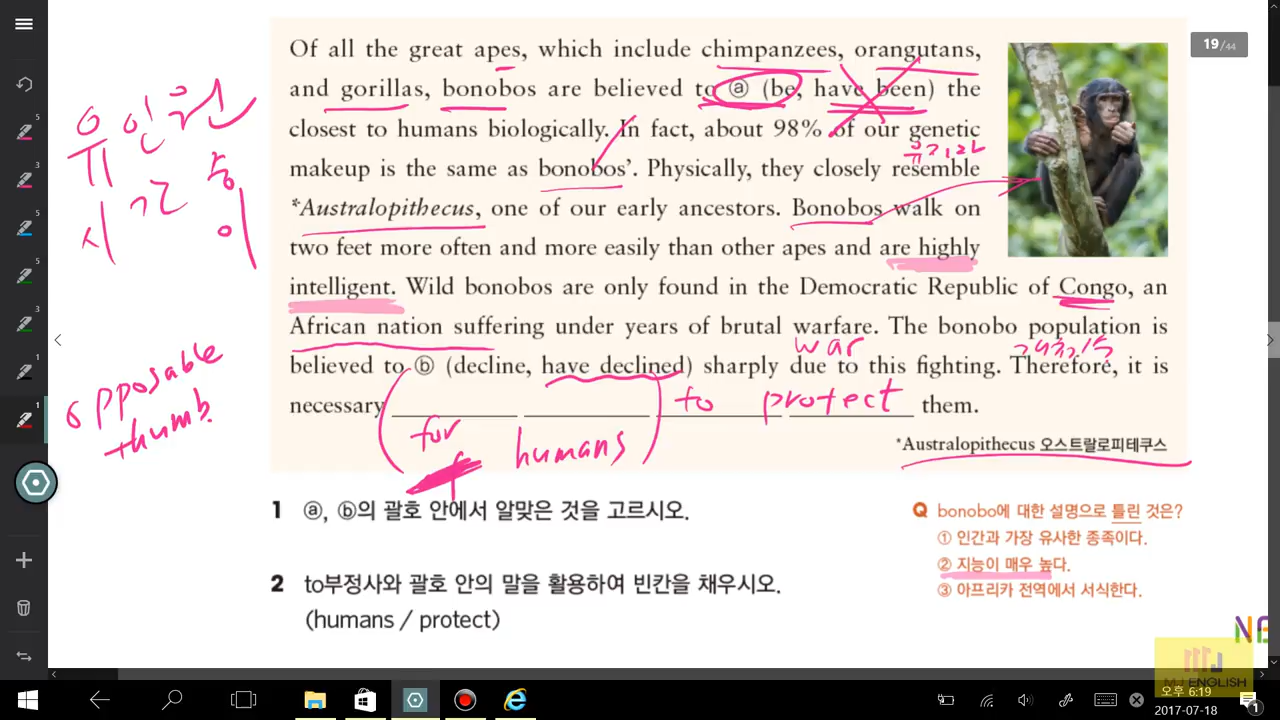 19/44
Of all the great apes, which include chimpanzees, orangutans,
and gorillas, bonobos are believed to ⓐ (be, have been) the
closest to humans biologically. In fact, about 98% of our genetic
makeup is the same as bonobos'. Physically, they closely resemble
*Australopithecus, one of our early ancestors. Bonobos walk on
two feet more often and more easily than other apes and are highly
intelligent. Wild bonobos are only found in the Democratic Republic of Congo, an
African nation suffering under years of brutal warfare. The bonobo population is
war
believed to ⓑ (decline, have declined) sharply due to this fighting. Therefore, it is
necessary to protect them.
for humans
*Australopithecus 오스트랄로피테쿠스
유인원
opposable
thumb
1 ⓐ, ⓑ의 괄호 안에서 알맞은 것을 고르시오.
2 to부정사와 괄호 안의 말을 활용하여 빈칸을 채우시오.
(humans / protect)
Q bonobo에 대한 설명으로 틀린 것은?
① 인간과 가장 유사한 종족이다.
② 지능이 매우 높다.
③ 아프리카 전역에서 서식한다.
MJ ENGLISH
오후 6:19
2017-07-18